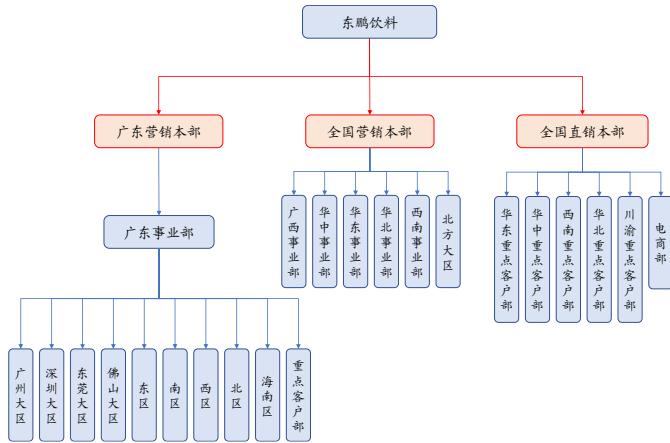 东鹏饮料
广东营销本部
全国营销本部
全国直销本部
广东事业部
广西事业部
华中事业部
华东事业部
华北事业部
西南事业部
北方大区
华东重点客户部
华中重点客户部
西南重点客户部
华北重点客户部
川渝重点客户部
电商部
广州大区
深圳大区
东莞大区
佛山大区
东区
南区
西区
北区
海南区
重点客户部